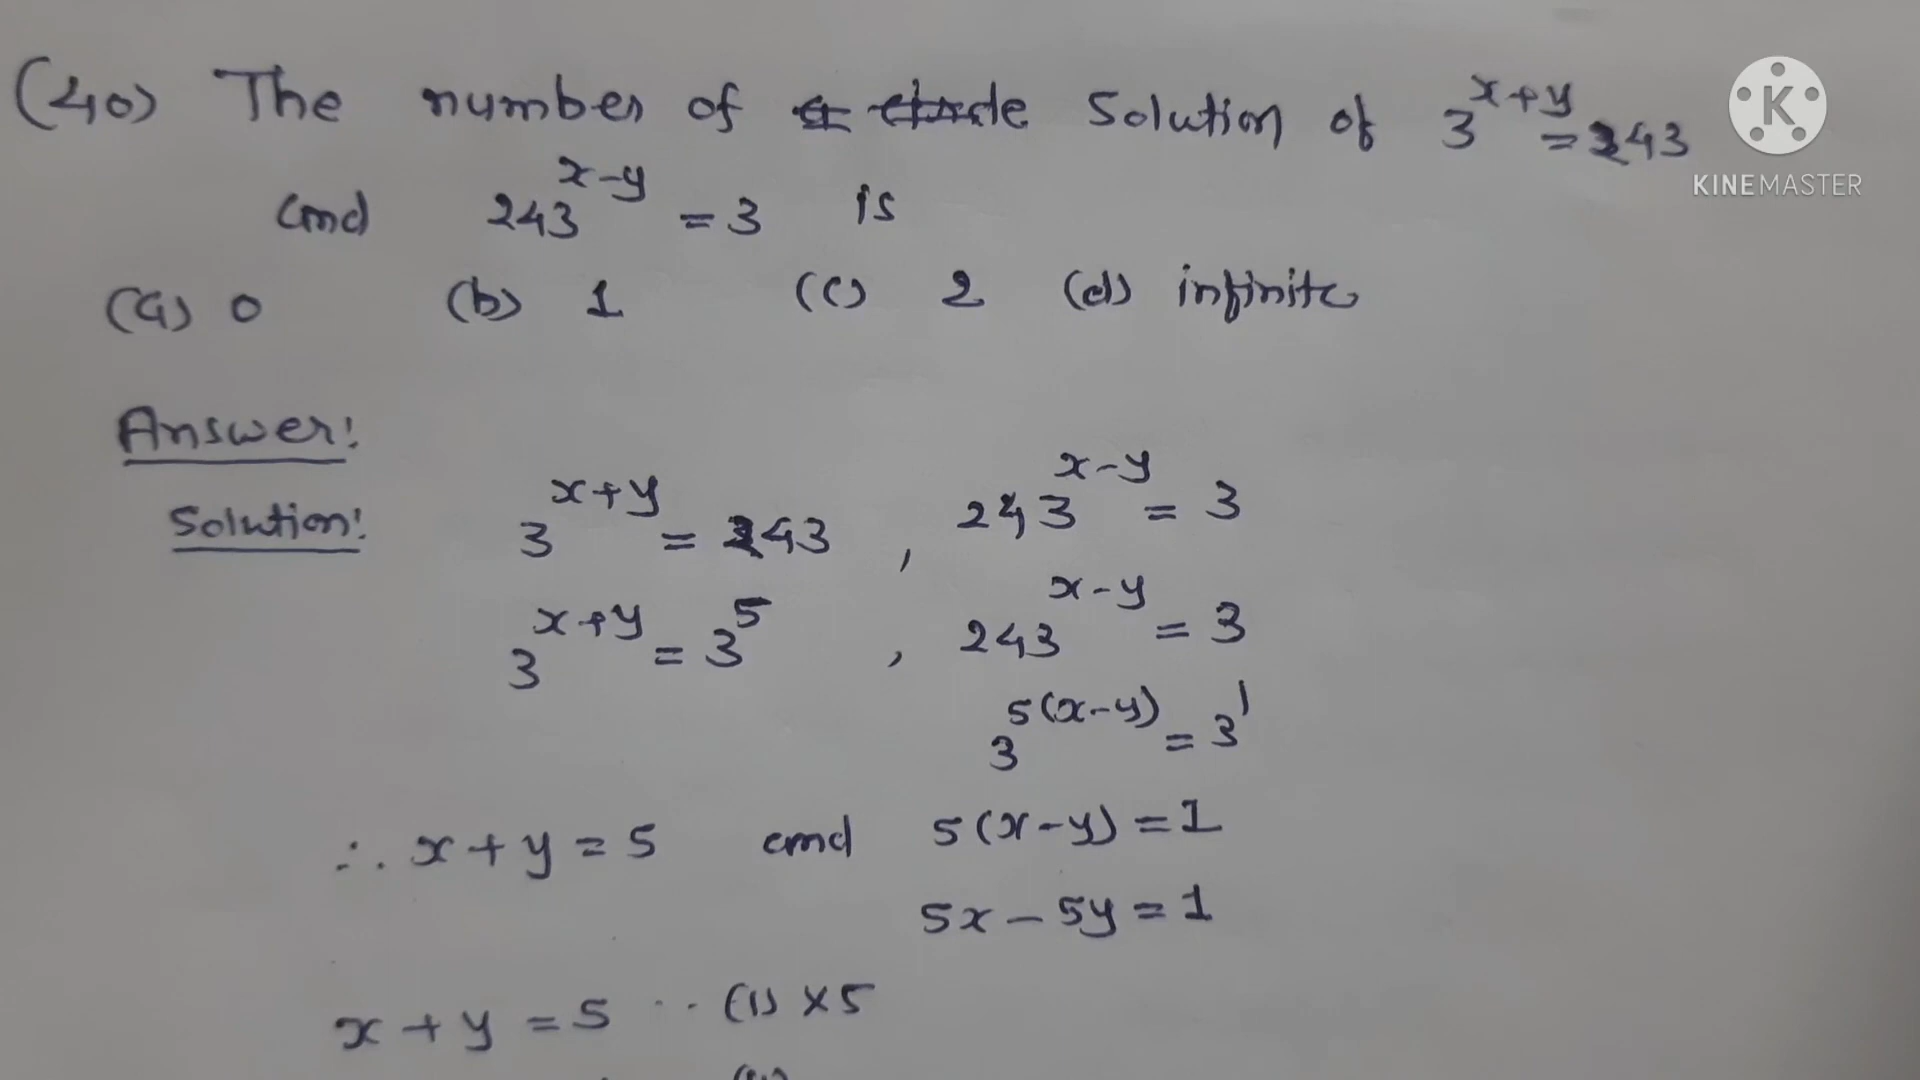 (40) The number of solution of 3^{x+y} = 243
and 243^{x-y} = 3 is
(a) 0 (b) 1 (c) 2 (d) infinite
Answer:
Solution: 3^{x+y} = 243 , 243^{x-y} = 3
3^{x+y} = 3^5 , 243^{x-y} = 3
3^{5(x-y)} = 3^1
∴ x + y = 5 and 5(x-y) = 1
5x - 5y = 1
x + y = 5 ... (1) × 5
KINEMASTER